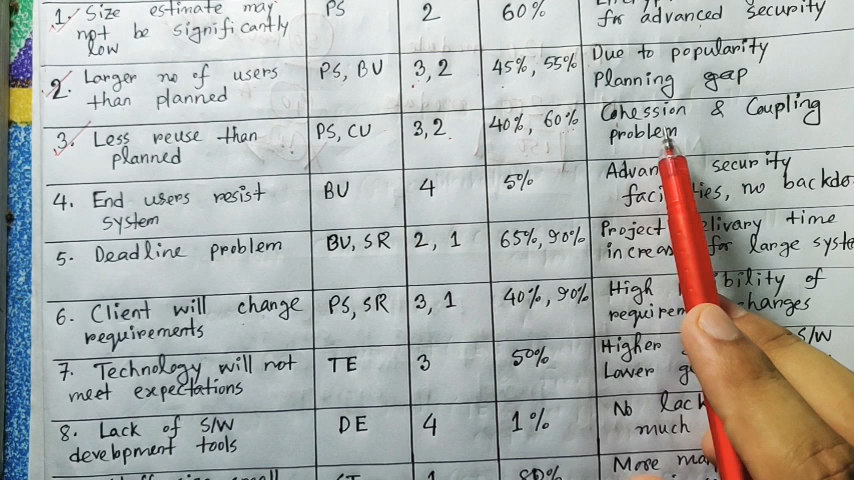 1. Size estimate may PS 2 60%
not be significantly for advanced security
low
2. Larger no of users PS, BU 3, 2 45%, 55% Due to popularity
than planned Planning gap
3. Less reuse than PS, CU 3, 2 40%, 60% Cohession & Coupling
planned problem
4. End users resist BU 4 5% security
system no backdo
5. Deadline problem BU, SR 2, 1 65%, 90% Project time
increas for large syste
6. Client will change PS, SR 3, 1 40%, 90% High bility of
requirements requirem changes
7. Technology will not TE 3 50% Higher S/W
meet expectations Lower
8. Lack of S/W DE 4 1% No lack
development tools much
80% More